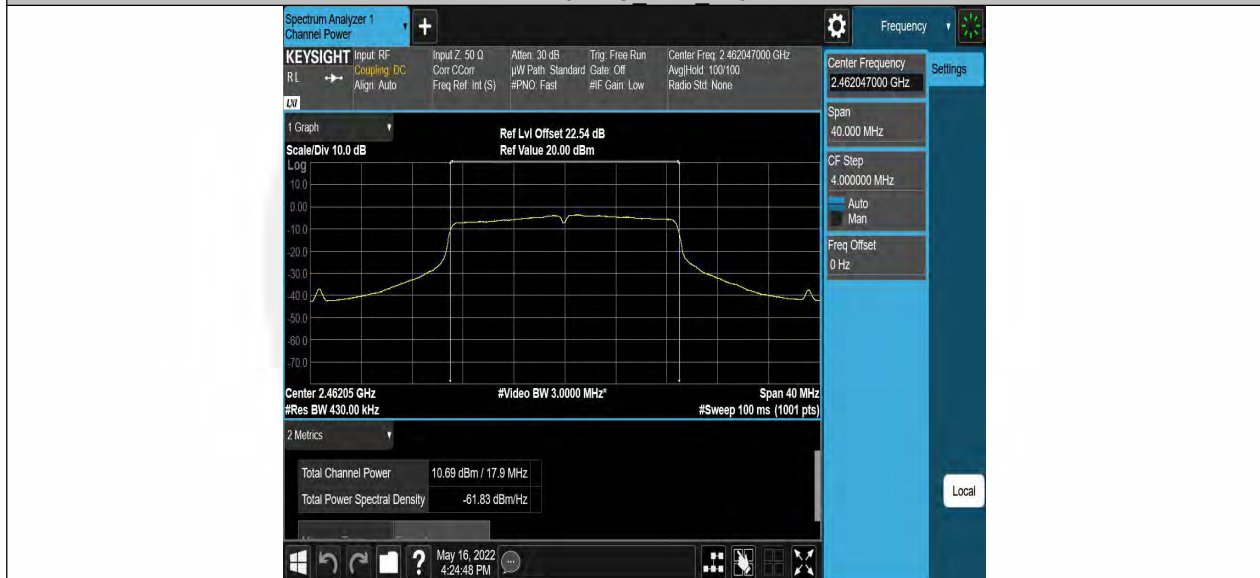 Spectrum Analyzer 1
Channel Power
+
Frequency
KEYSIGHT
RL
LXI
Input: RF
Coupling: DC
Align: Auto
Input Z: 50 Ω
Corr CCorr
Freq Ref: Int (S)
Atten: 30 dB
µW Path: Standard
#PNO: Fast
Trig: Free Run
Gate: Off
#IF Gain: Low
Center Freq: 2.462047000 GHz
Avg|Hold: 100/100
Radio Std: None
Center Frequency
2.462047000 GHz
Settings
Span
40.000 MHz
CF Step
4.000000 MHz
Auto
Man
Freq Offset
0 Hz
Local
1 Graph
Scale/Div 10.0 dB
Ref Lvl Offset 22.54 dB
Ref Value 20.00 dBm
Log
10.0
0.00
-10.0
-20.0
-30.0
-40.0
-50.0
-60.0
-70.0
Center 2.46205 GHz
#Res BW 430.00 kHz
#Video BW 3.0000 MHz*
Span 40 MHz
#Sweep 100 ms (1001 pts)
2 Metrics
Total Channel Power 10.69 dBm / 17.9 MHz
Total Power Spectral Density -61.83 dBm/Hz
?
May 16, 2022
4:24:48 PM